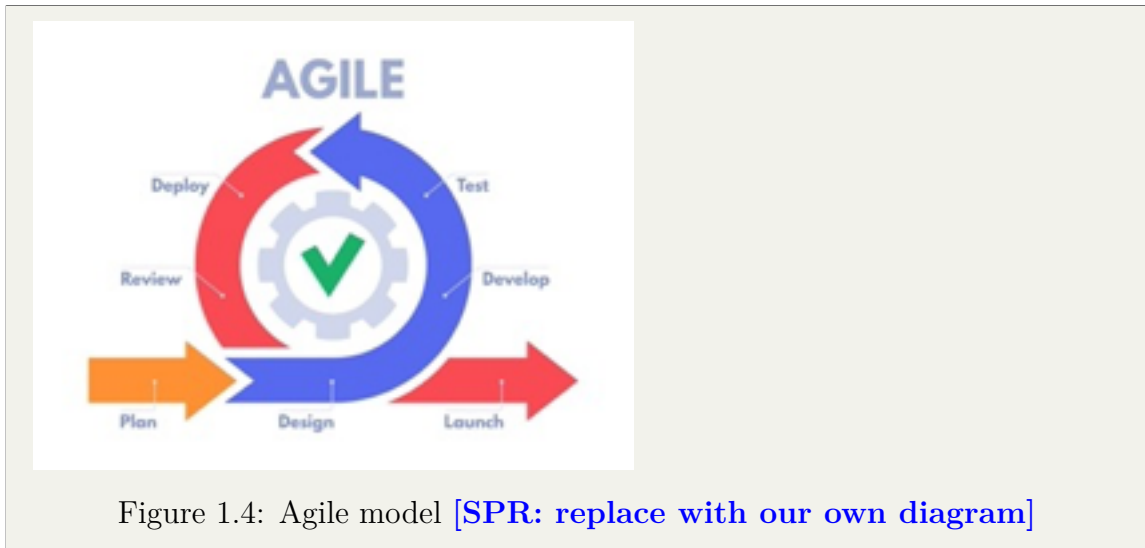 AGILE
Deploy
Test
Review
Develop
Plan
Design
Launch
Figure 1.4: Agile model [SPR: replace with our own diagram]